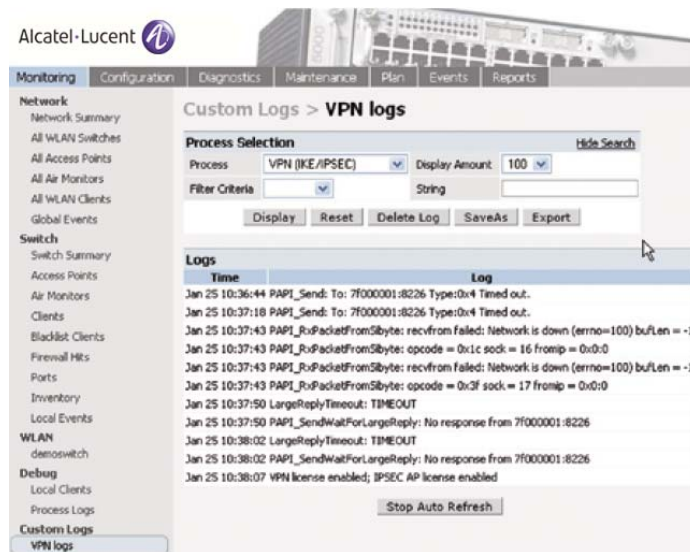 Alcatel·Lucent
6000
Monitoring Configuration Diagnostics Maintenance Plan Events Reports
Network
Network Summary
All WLAN Switches
All Access Points
All Air Monitors
All WLAN Clients
Global Events
Switch
Switch Summary
Access Points
Air Monitors
Clients
Blacklist Clients
Firewall Hits
Ports
Inventory
Local Events
WLAN
demoswitch
Debug
Local Clients
Process Logs
Custom Logs
VPN logs
Custom Logs > VPN logs
Process Selection Hide Search
Process VPN (IKE/IPSEC) Display Amount 100
Filter Criteria String
Display Reset Delete Log SaveAs Export
Logs
Time Log
Jan 25 10:36:44 PAPI_Send: To: 7f000001:8226 Type:0x4 Timed out.
Jan 25 10:37:18 PAPI_Send: To: 7f000001:8226 Type:0x4 Timed out.
Jan 25 10:37:43 PAPI_RxPacketFromSibyte: recvfrom failed: Network is down (errno=100) bufLen = -1
Jan 25 10:37:43 PAPI_RxPacketFromSibyte: opcode = 0x1c sock = 16 fromip = 0x0:0
Jan 25 10:37:43 PAPI_RxPacketFromSibyte: recvfrom failed: Network is down (errno=100) bufLen = -1
Jan 25 10:37:43 PAPI_RxPacketFromSibyte: opcode = 0x3f sock = 17 fromip = 0x0:0
Jan 25 10:37:50 LargeReplyTimeout: TIMEOUT
Jan 25 10:37:50 PAPI_SendWaitForLargeReply: No response from 7f000001:8226
Jan 25 10:38:02 LargeReplyTimeout: TIMEOUT
Jan 25 10:38:02 PAPI_SendWaitForLargeReply: No response from 7f000001:8226
Jan 25 10:38:07 VPN license enabled; IPSEC AP license enabled
Stop Auto Refresh